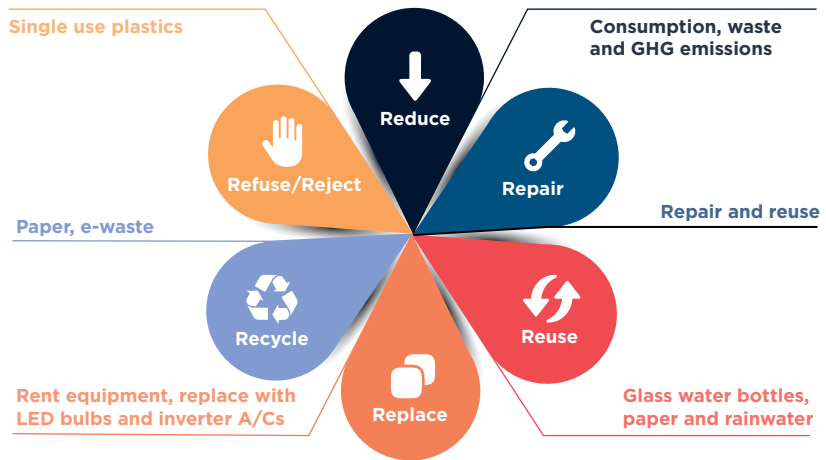 Single use plastics
Consumption, waste
and GHG emissions
Reduce
Refuse/Reject
Repair
Paper, e-waste
Repair and reuse
Recycle
Reuse
Rent equipment, replace with
LED bulbs and inverter A/Cs
Replace
Glass water bottles,
paper and rainwater